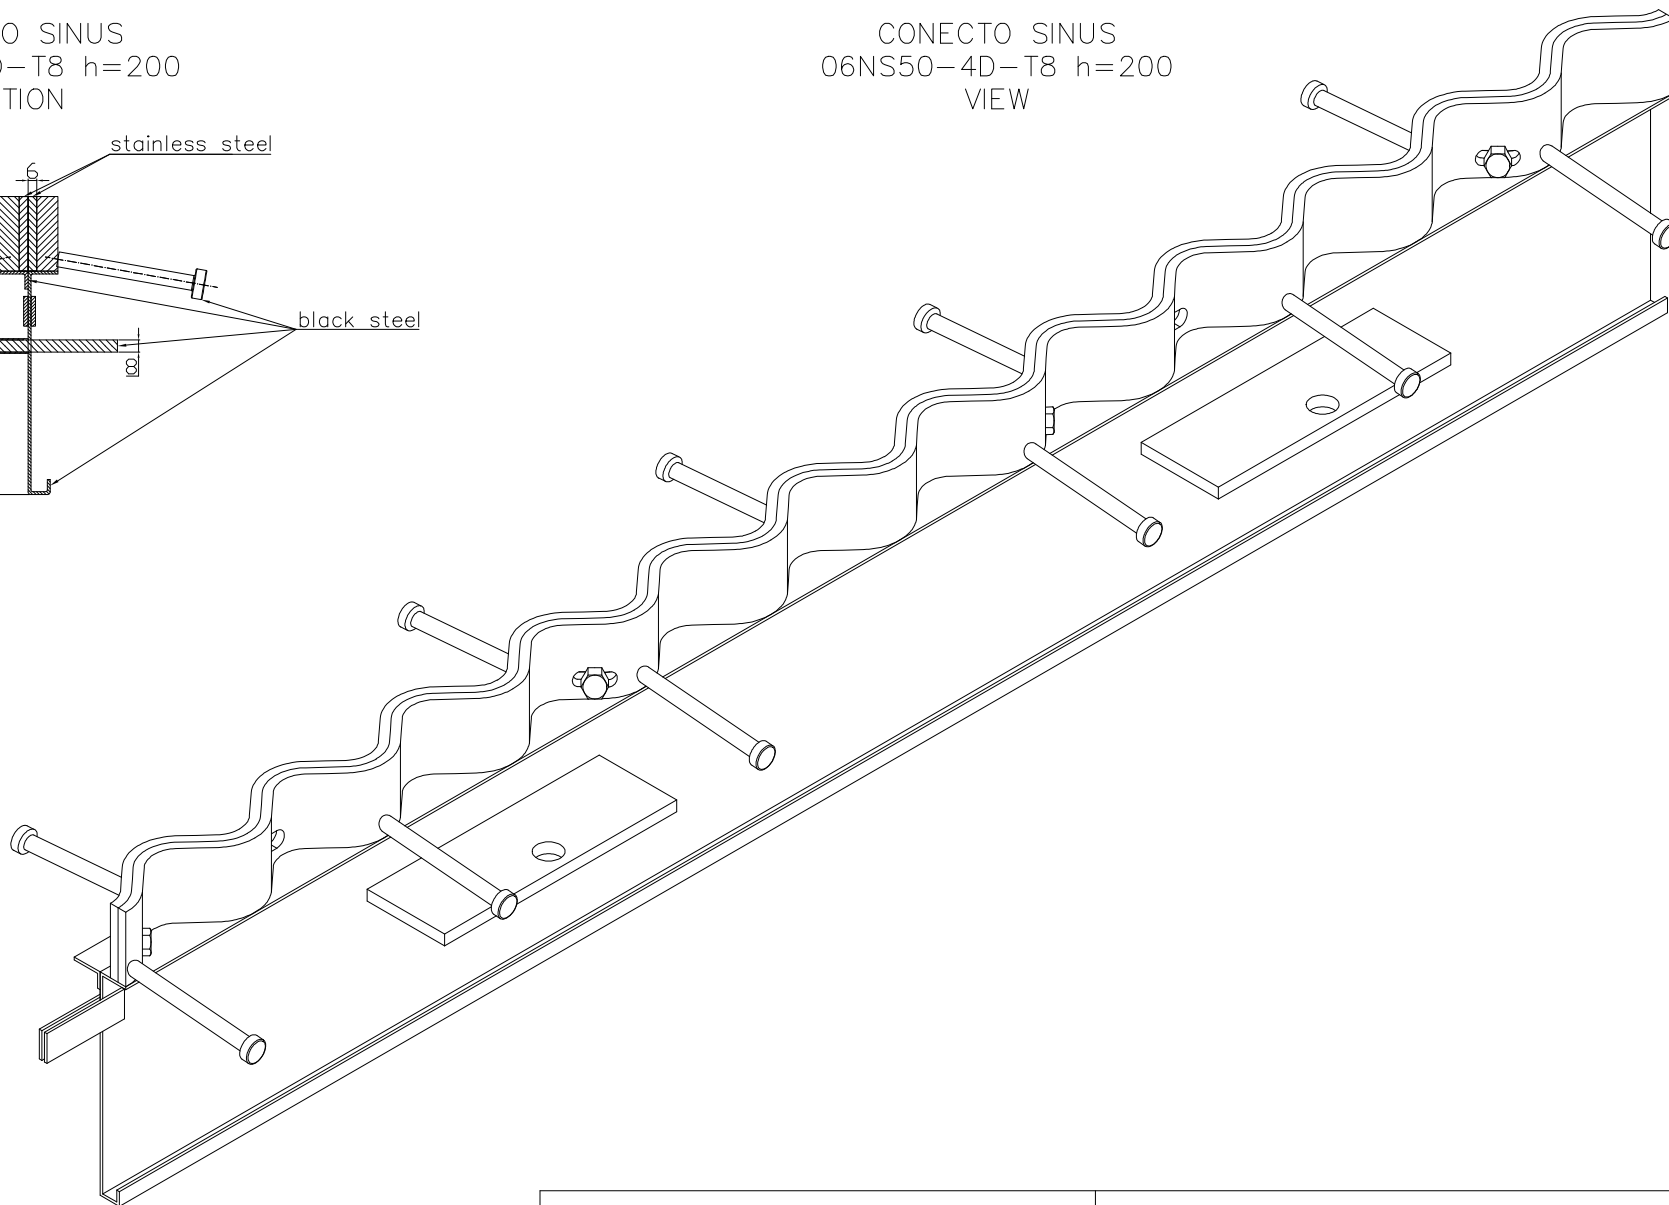 O SINUS
-T8 h=200
TION
CONECTO SINUS
06NS50-4D-T8 h=200
VIEW
stainless steel
6
black steel
8